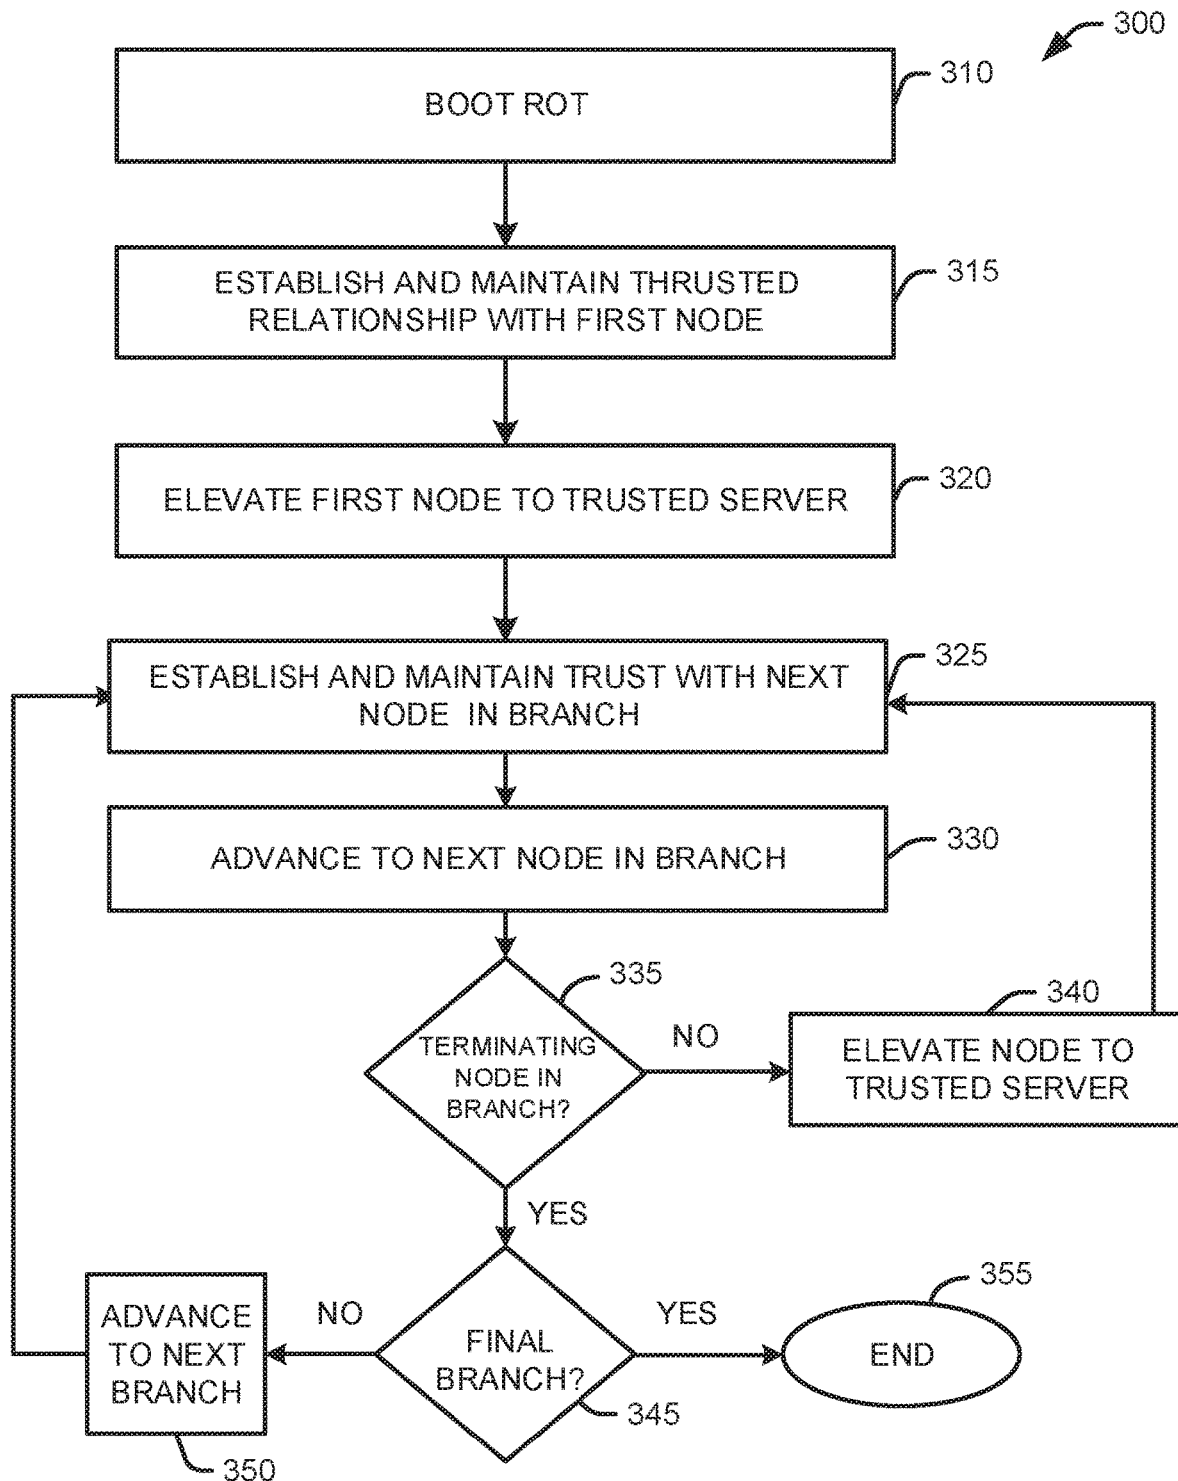 300
BOOT ROT
310
ESTABLISH AND MAINTAIN THRUSTED
RELATIONSHIP WITH FIRST NODE
315
ELEVATE FIRST NODE TO TRUSTED SERVER
320
ESTABLISH AND MAINTAIN TRUST WITH NEXT
NODE IN BRANCH
325
ADVANCE TO NEXT NODE IN BRANCH
330
335
TERMINATING
NODE IN
BRANCH?
NO
340
ELEVATE NODE TO
TRUSTED SERVER
YES
FINAL
BRANCH?
345
NO
ADVANCE
TO NEXT
BRANCH
350
YES
355
END